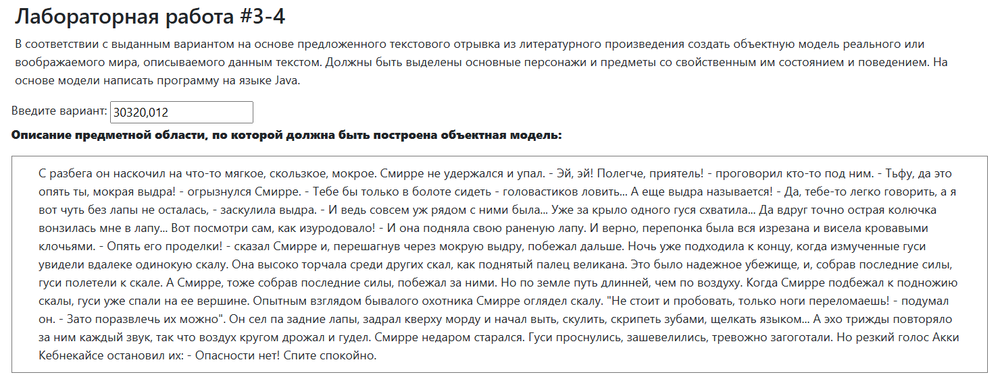 Лабораторная работа #3-4
В соответствии с выданным вариантом на основе предложенного текстового отрывка из литературного произведения создать объектную модель реального или
воображаемого мира, описываемого данным текстом. Должны быть выделены основные персонажи и предметы со свойственным им состоянием и поведением. На
основе модели написать программу на языке Java.
Введите вариант: 30320,012
Описание предметной области, по которой должна быть построена объектная модель:
С разбега он наскочил на что-то мягкое, скользкое, мокрое. Смирре не удержался и упал. - Эй, эй! Полегче, приятель! - проговорил кто-то под ним. - Тьфу, да это
опять ты, мокрая выдра! - огрызнулся Смирре. - Тебе бы только в болоте сидеть - головастиков ловить... А еще выдра называется! - Да, тебе-то легко говорить, а я
вот чуть без лапы не осталась, - заскулила выдра. - И ведь совсем уж рядом с ними была... Уже за крыло одного гуся схватила... Да вдруг точно острая колючка
вонзилась мне в лапу... Вот посмотри сам, как изуродовало! - И она подняла свою раненую лапу. И верно, перепонка была вся изрезана и висела кровавыми
клочьями. - Опять его проделки! - сказал Смирре и, перешагнув через мокрую выдру, побежал дальше. Ночь уже подходила к концу, когда измученные гуси
увидели вдалеке одинокую скалу. Она высоко торчала среди других скал, как поднятый палец великана. Это было надежное убежище, и, собрав последние силы,
гуси полетели к скале. А Смирре, тоже собрав последние силы, побежал за ними. Но по земле путь длинней, чем по воздуху. Когда Смирре подбежал к подножию
скалы, гуси уже спали на ее вершине. Опытным взглядом бывалого охотника Смирре оглядел скалу. "Не стоит и пробовать, только ноги переломаешь! - подумал
он. - Зато поразвлечь их можно". Он сел па задние лапы, задрал кверху морду и начал выть, скулить, скрипеть зубами, щелкать языком... А эхо трижды повторяло
за ним каждый звук, так что воздух кругом дрожал и гудел. Смирре недаром старался. Гуси проснулись, зашевелились, тревожно загоготали. Но резкий голос Акки
Кебнекайсе остановил их: - Опасности нет! Спите спокойно.